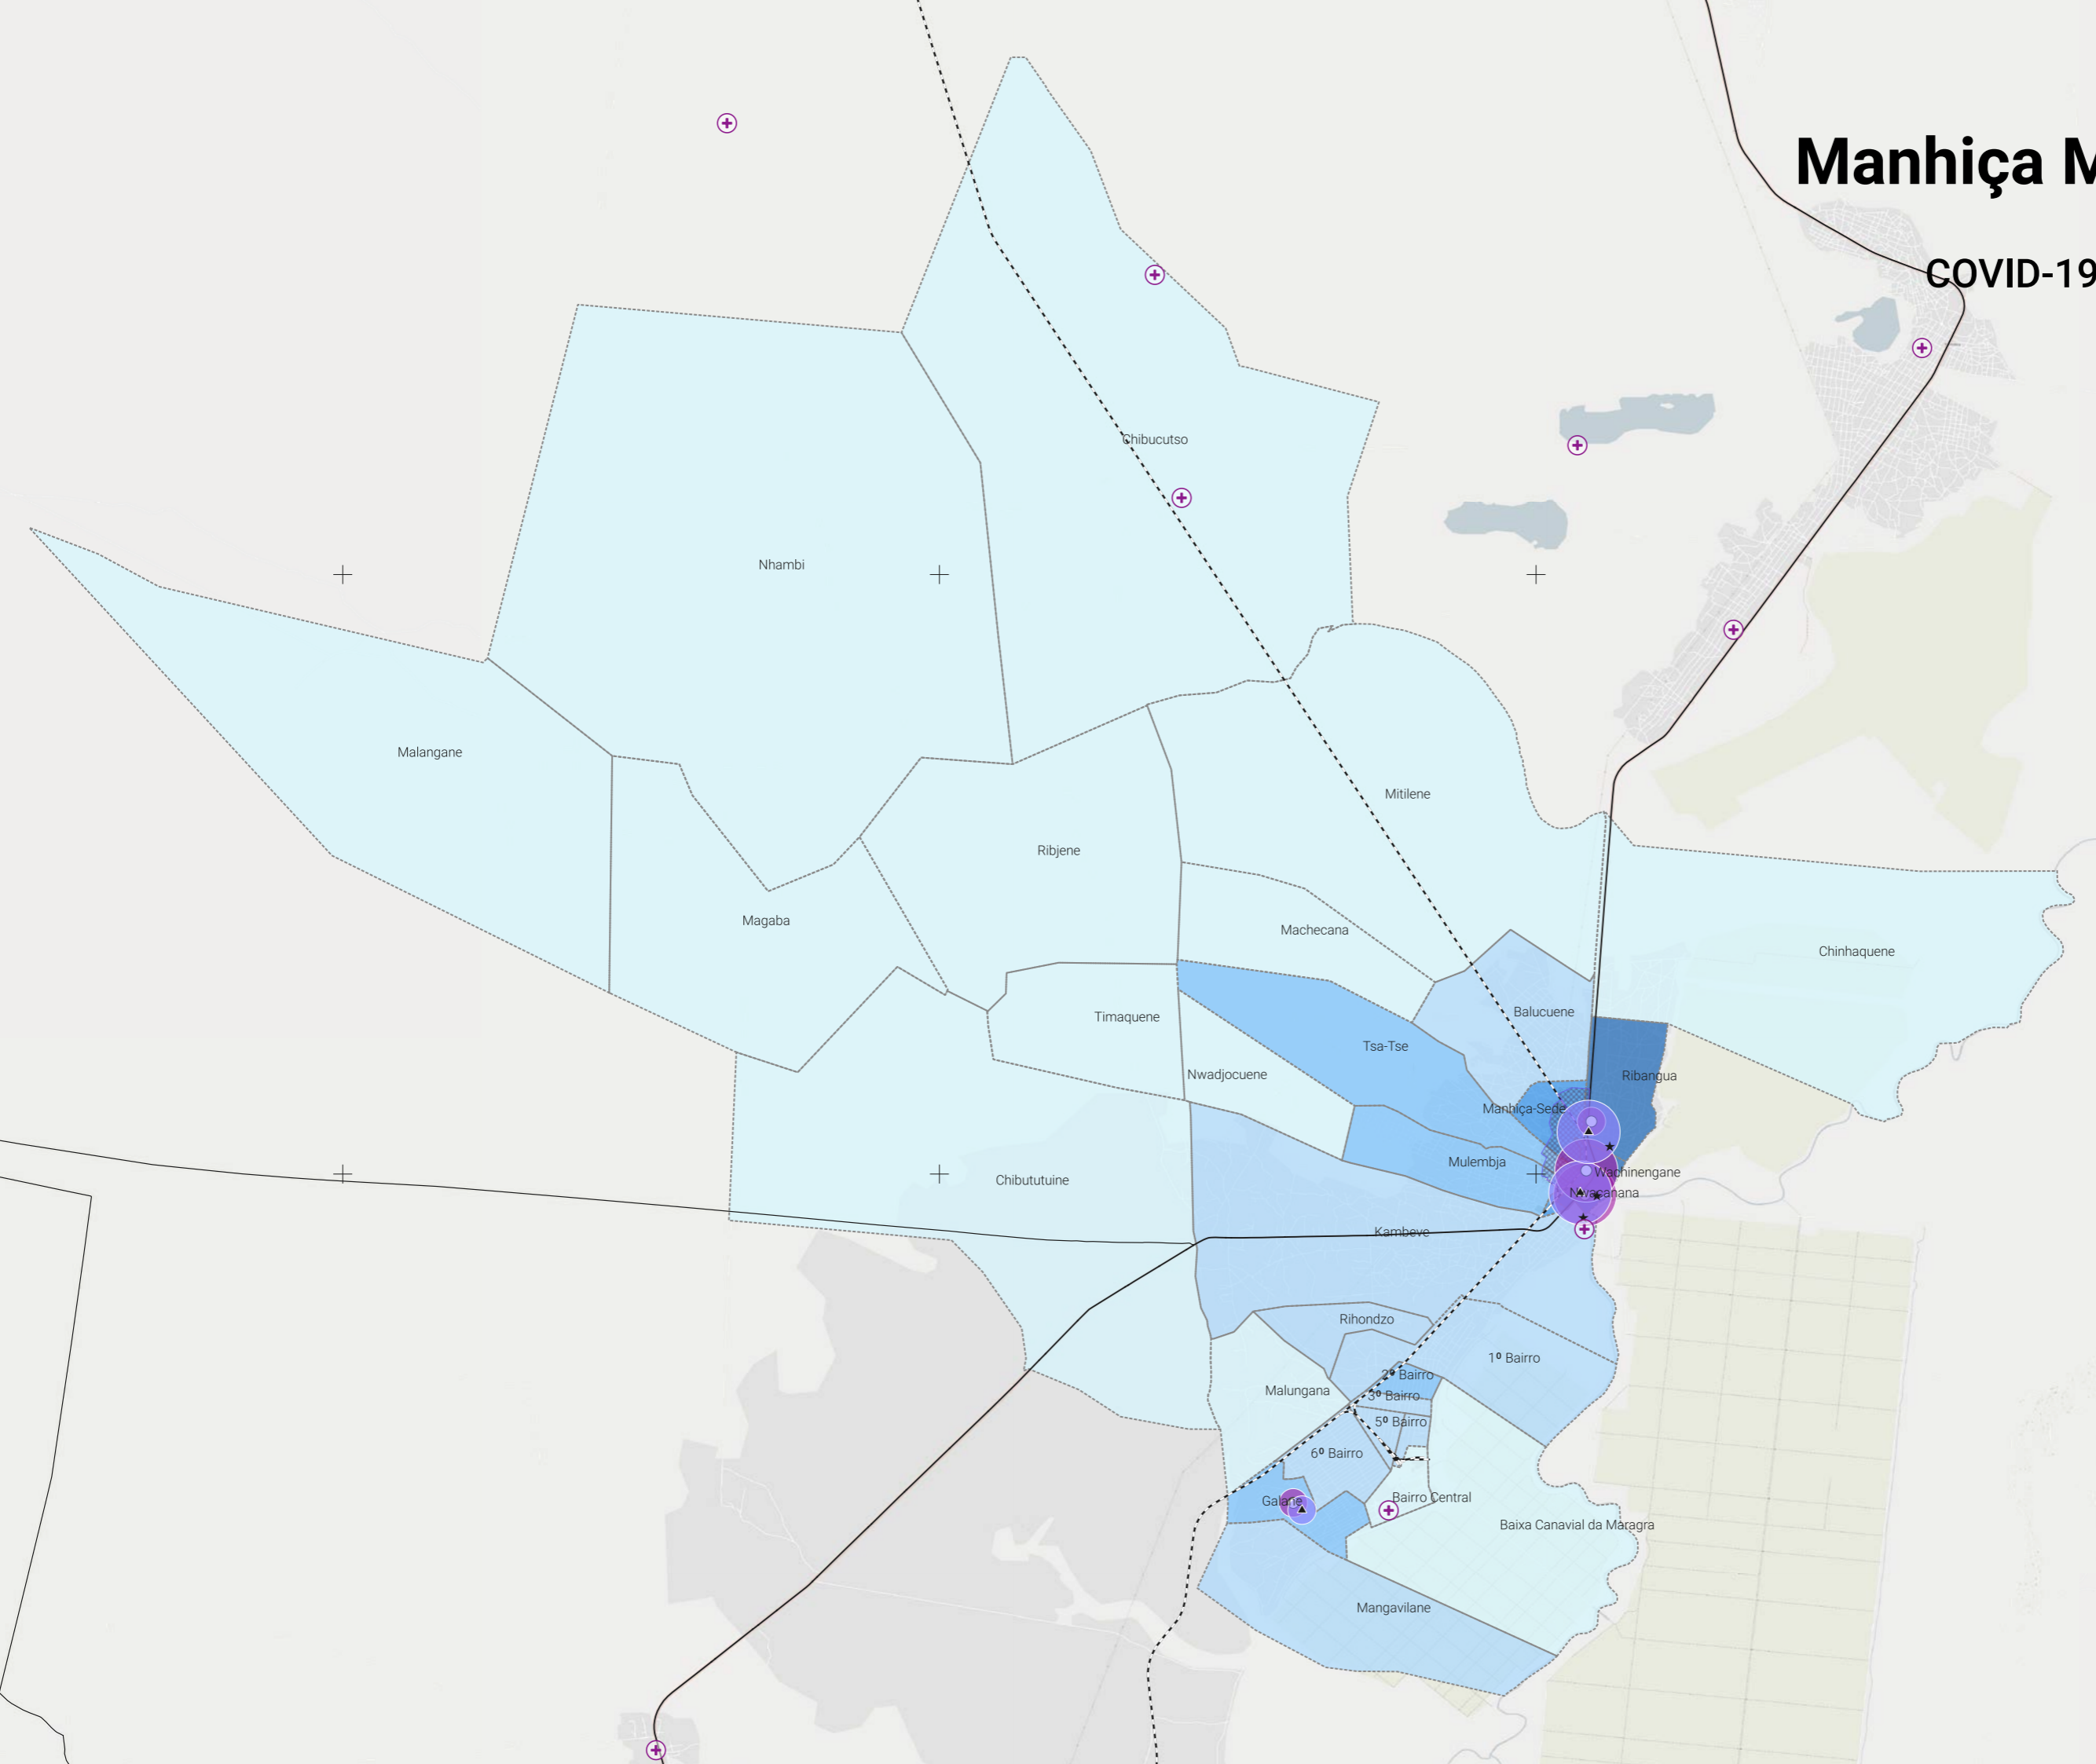 Manhiça M
COVID-19
Chibucutso
Nhambi
Malangane
Mitilene
Ribjene
Magaba
Machecana
Chinhaquene
Balucuene
Timaquene
Tsa-Tse
Nwadjocuene
Ribangua
Manhiça-Sede
Mulembja
Wachinengane
Chibututuine
Nwacanana
Kambeve
Rihondzo
1º Bairro
2º Bairro
Malungana
3º Bairro
5º Bairro
6º Bairro
Bairro Central
Baixa Canavial da Maragra
Mangavilane